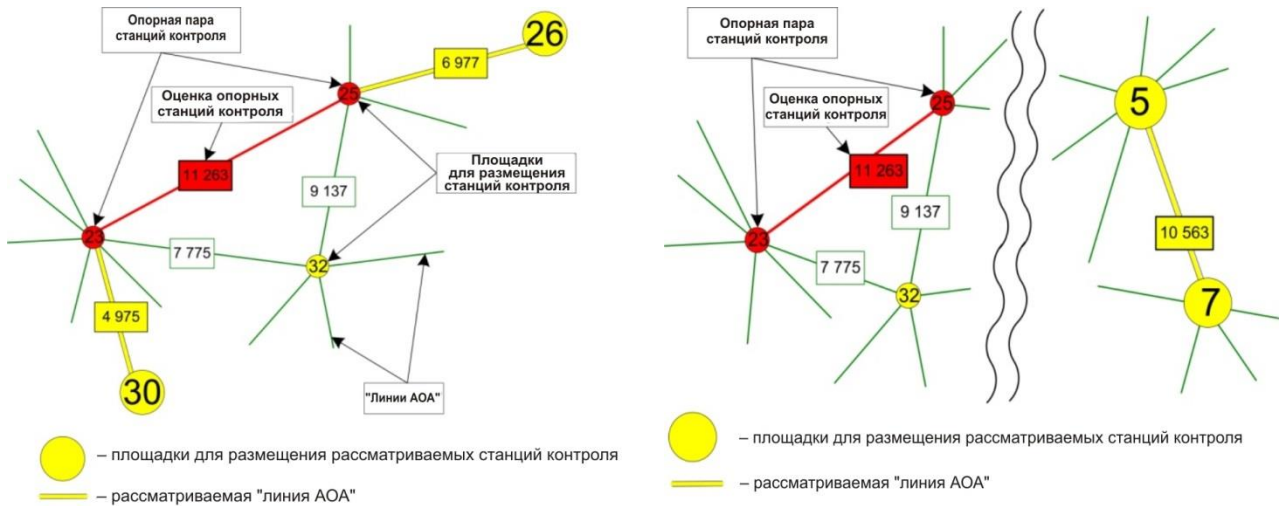 Опорная пара
станций контроля
26
6 977
25
Оценка опорных
станций контроля
11 263
Площадки
для размещения
станций контроля
9 137
23
7 775
32
4 975
30
"Линии АОА"
– площадки для размещения рассматриваемых станций контроля
– рассматриваемая "линия АОА"
Опорная пара
станций контроля
25
Оценка опорных
станций контроля
11 263
9 137
23
7 775
32
5
10 563
7
– площадки для размещения рассматриваемых станций контроля
– рассматриваемая "линия АОА"